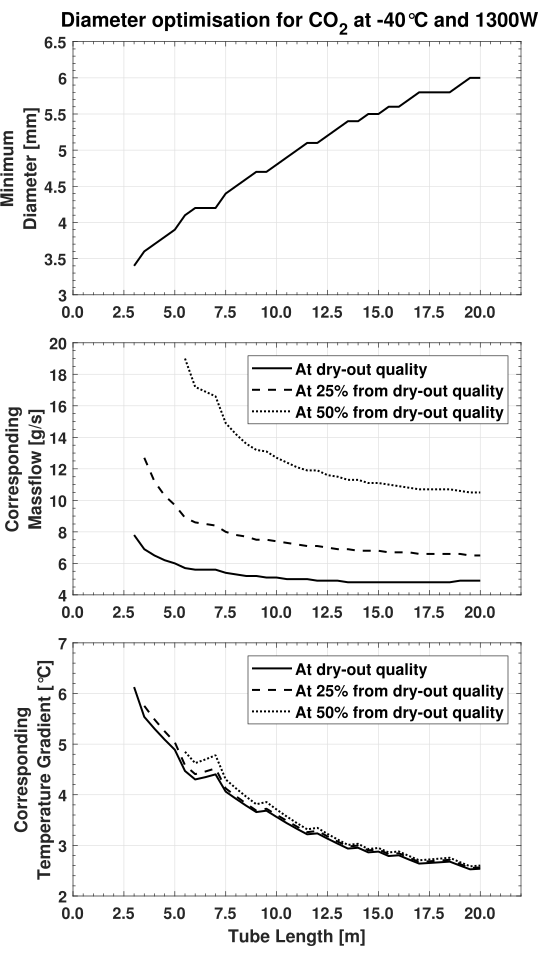 Diameter optimisation for CO2 at -40°C and 1300W
Minimum
Diameter [mm]
6.5
6
5.5
5
4.5
4
3.5
3
0.0 2.5 5.0 7.5 10.0 12.5 15.0 17.5 20.0
Corresponding
Massflow [g/s]
20
18
16
14
12
10
8
6
4
At dry-out quality
At 25% from dry-out quality
At 50% from dry-out quality
0.0 2.5 5.0 7.5 10.0 12.5 15.0 17.5 20.0
Corresponding
Temperature Gradient [°C]
7
6
5
4
3
2
At dry-out quality
At 25% from dry-out quality
At 50% from dry-out quality
0.0 2.5 5.0 7.5 10.0 12.5 15.0 17.5 20.0
Tube Length [m]